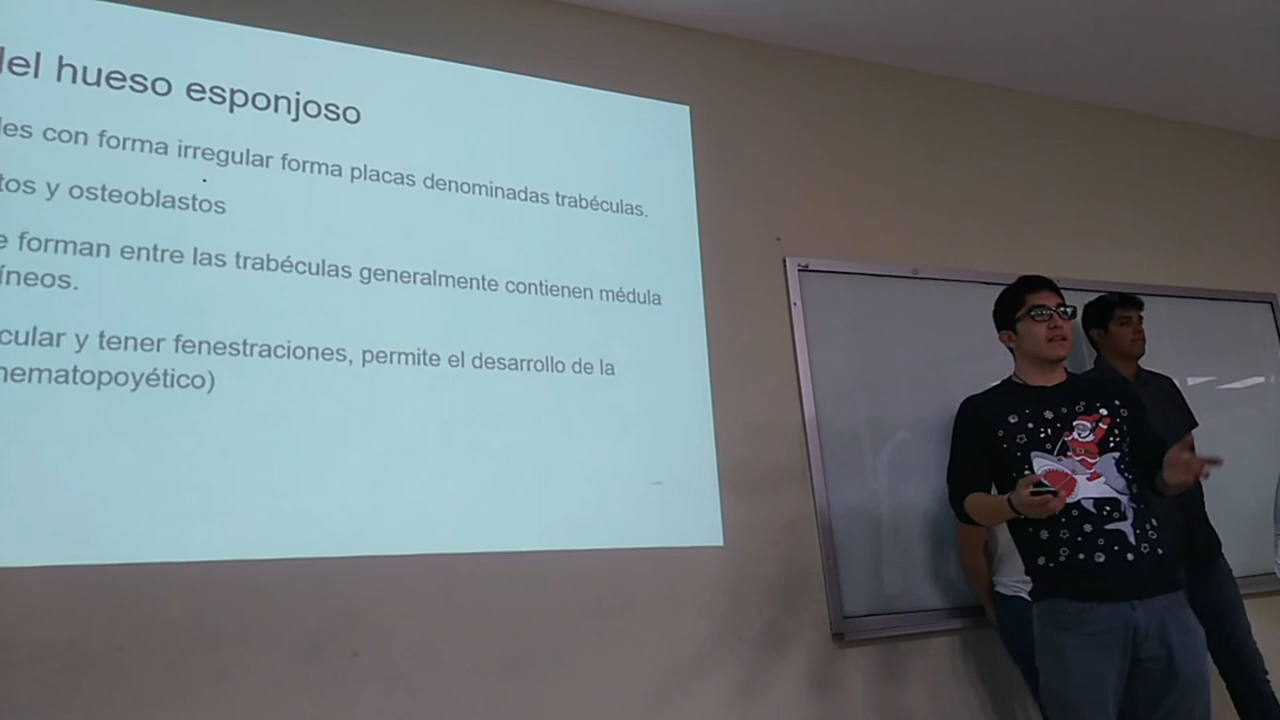 del hueso esponjoso
les con forma irregular forma placas denominadas trabéculas.
tos y osteoblastos
e forman entre las trabéculas generalmente contienen médula
íneos.
cular y tener fenestraciones, permite el desarrollo de la
hematopoyético)